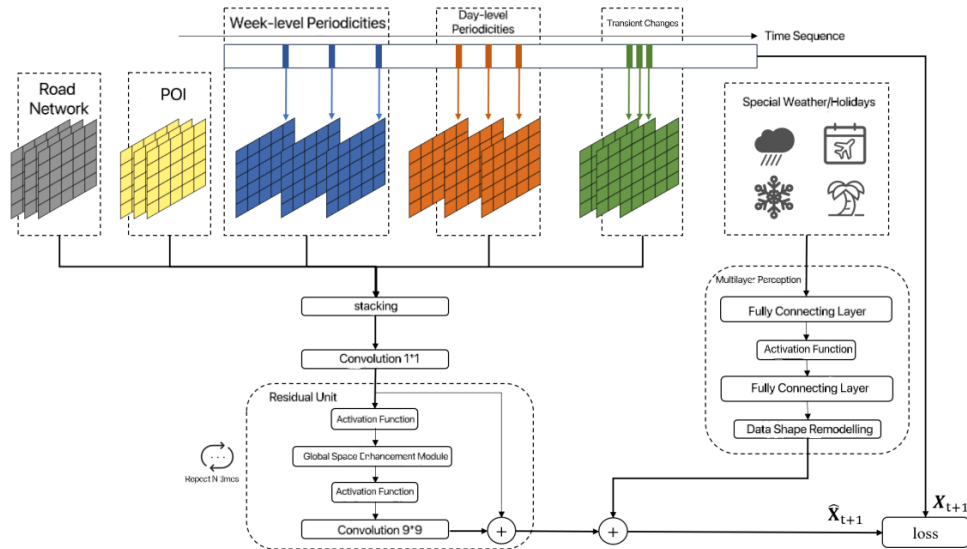 Week-level Periodicities
Day-level
Periodicities
Transient Changes
Time Sequence
Road
Network
POI
Special Weather/Holidays
Multilayer Perception
stacking
Fully Connecting Layer
Convolution 1*1
Activation Function
Fully Connecting Layer
Residual Unit
Activation Function
Data Shape Remodelling
Global Space Enhancement Module
...
Activation Function
Convolution 9*9
+
+
X̂t+1
Xt+1
loss